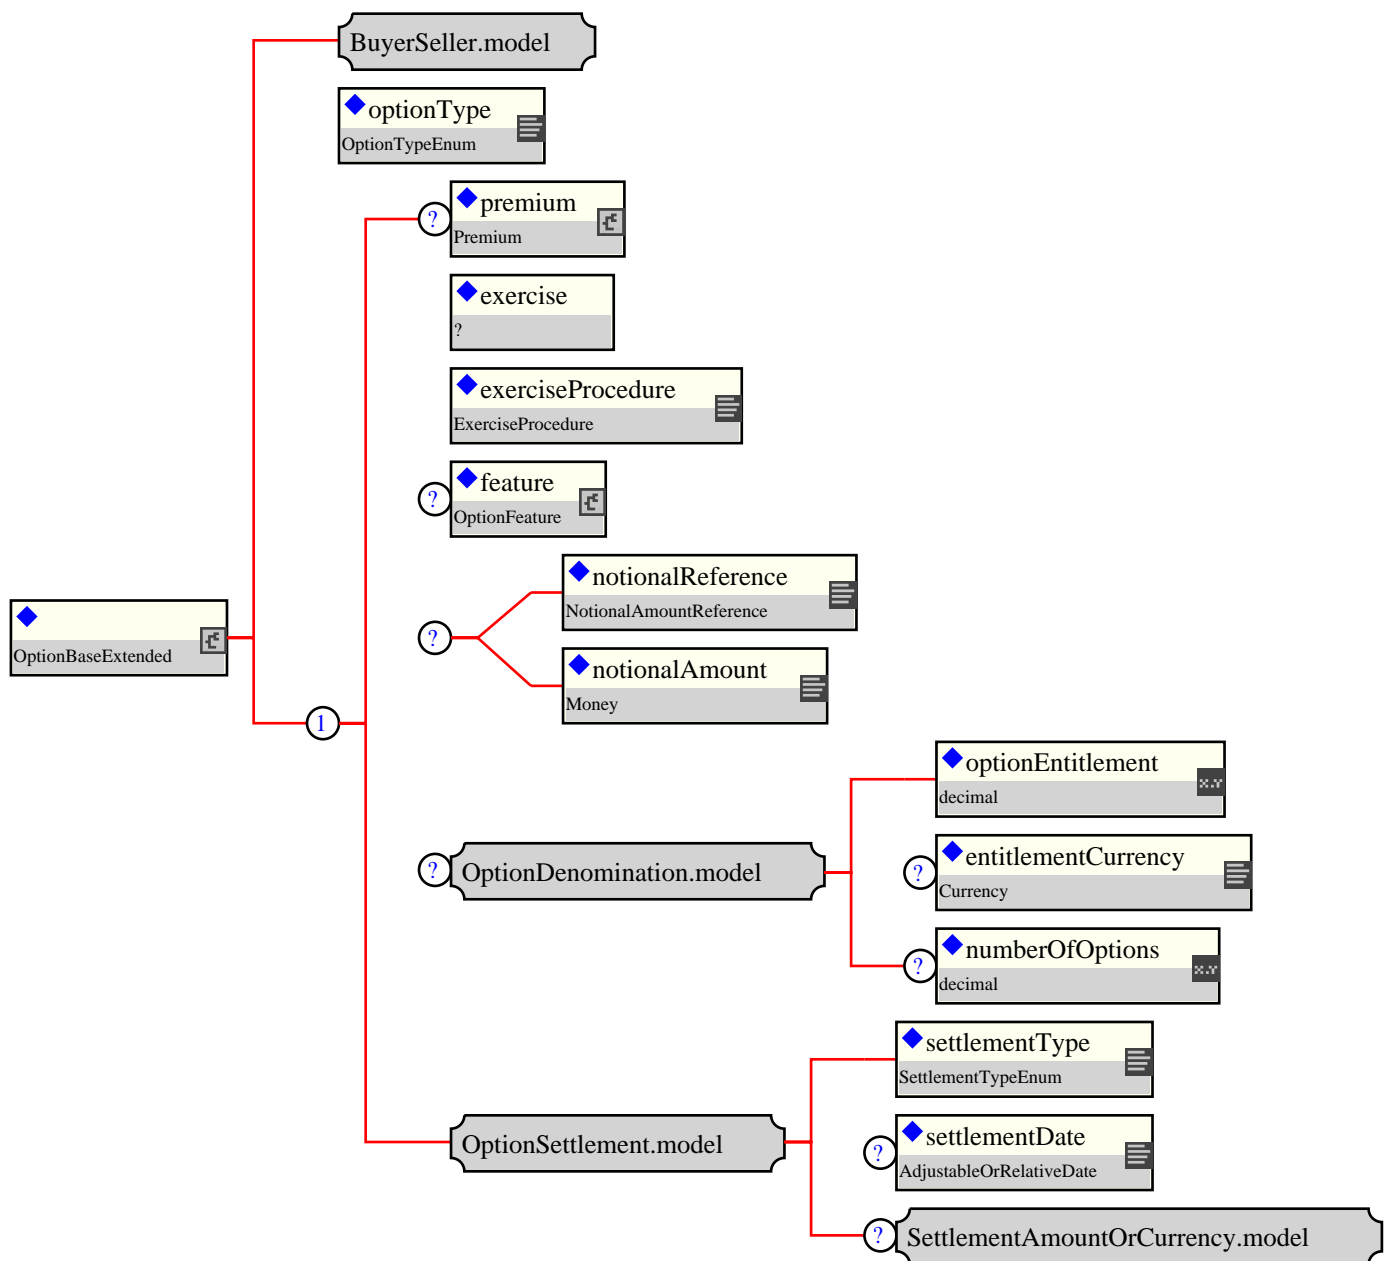 BuyerSeller.model
optionType
OptionTypeEnum
?
premium
Premium
exercise
?
exerciseProcedure
ExerciseProcedure
?
feature
OptionFeature
notionalReference
NotionalAmountReference
?
notionalAmount
Money
OptionBaseExtended
1
optionEntitlement
x.Y
decimal
?
OptionDenomination.model
?
entitlementCurrency
Currency
?
numberOfOptions
x.Y
decimal
settlementType
SettlementTypeEnum
OptionSettlement.model
?
settlementDate
AdjustableOrRelativeDate
?
SettlementAmountOrCurrency.model